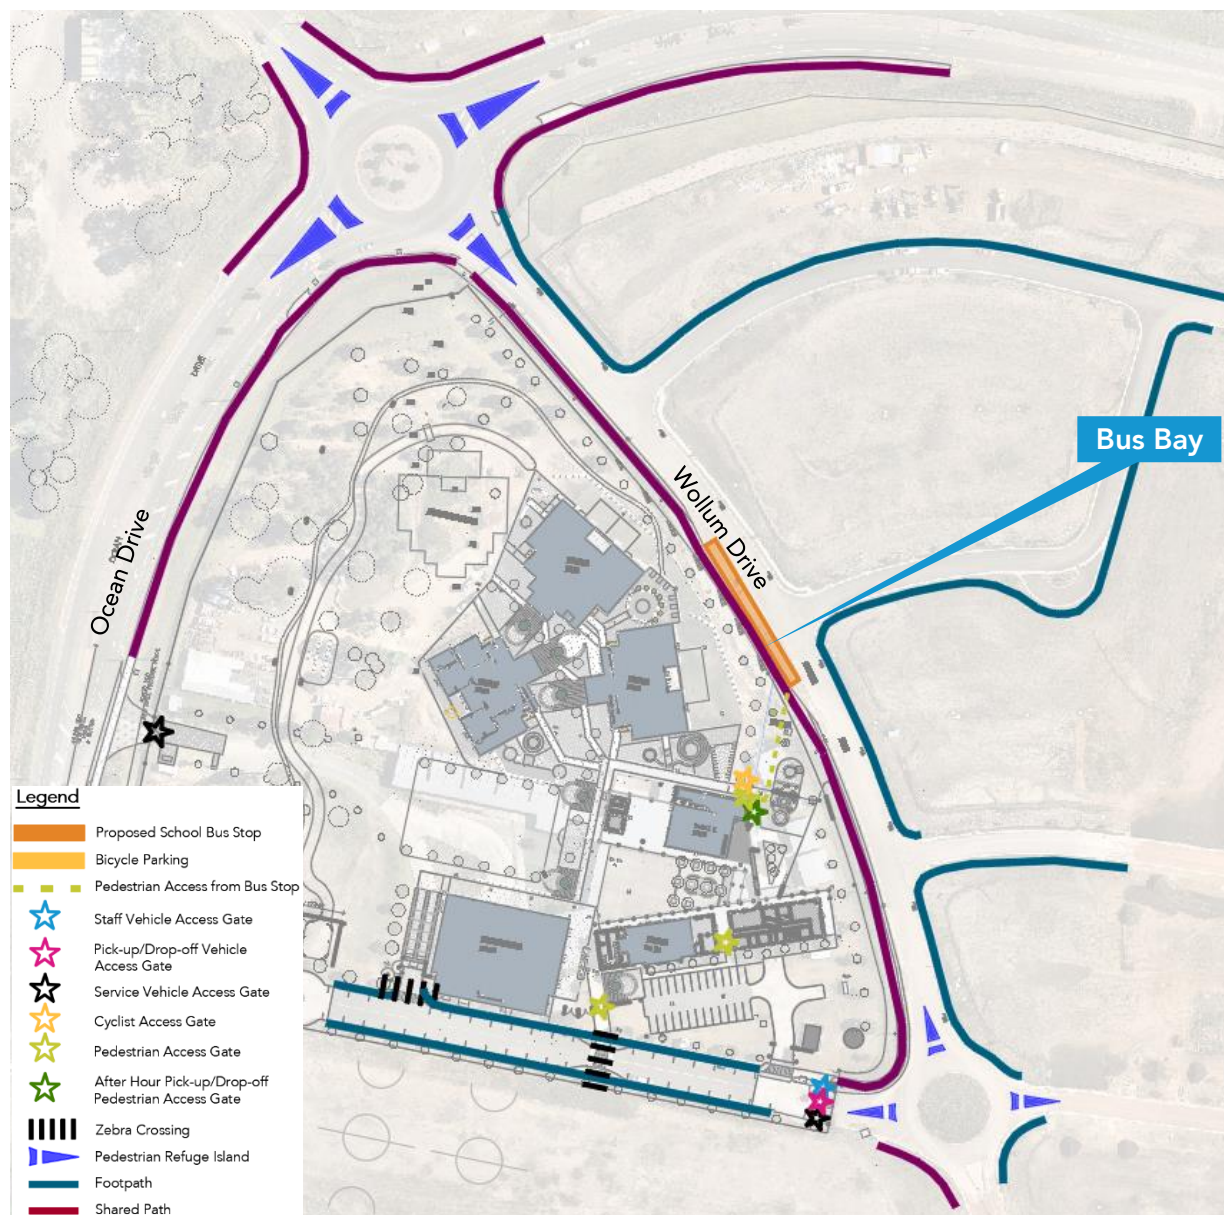 Bus Bay
Wollum Drive
Ocean Drive
Legend
Proposed School Bus Stop
Bicycle Parking
Pedestrian Access from Bus Stop
Staff Vehicle Access Gate
Pick-up/Drop-off Vehicle
Access Gate
Service Vehicle Access Gate
Cyclist Access Gate
Pedestrian Access Gate
After Hour Pick-up/Drop-off
Pedestrian Access Gate
Zebra Crossing
Pedestrian Refuge Island
Footpath
Shared Path